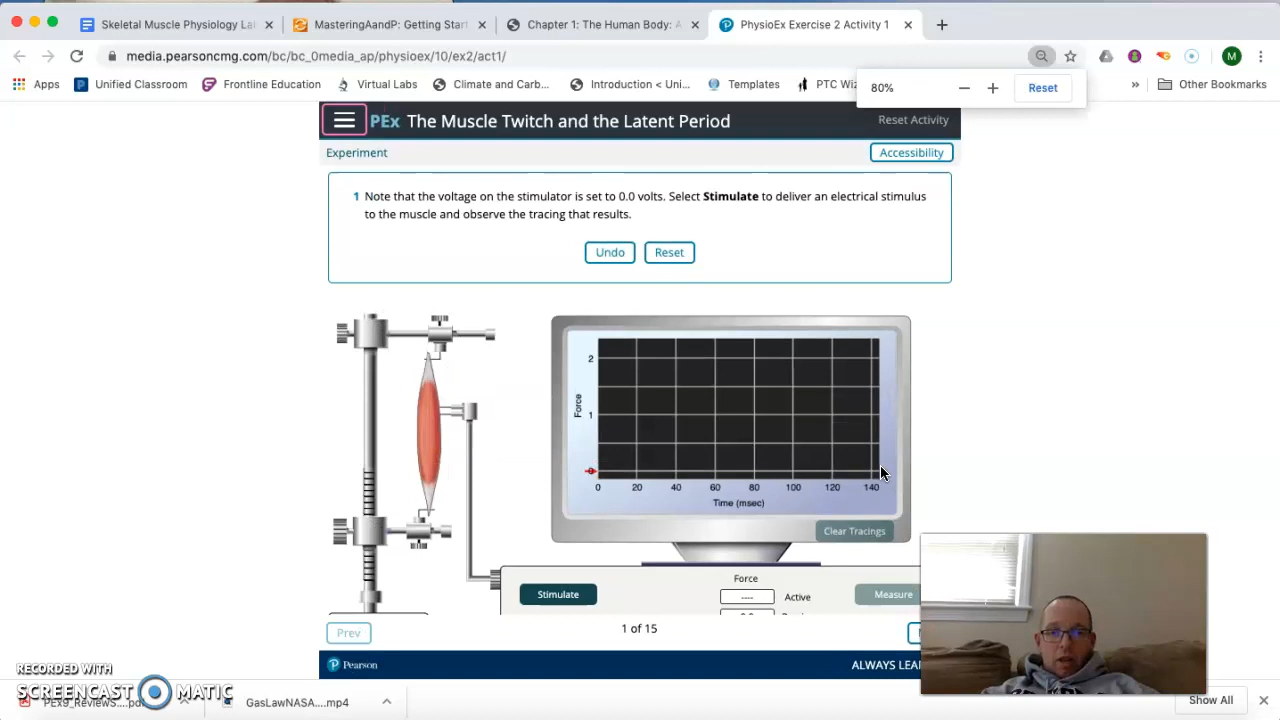 Skeletal Muscle Physiology La
MasteringAandP: Getting Star
Chapter 1: The Human Body: A
PhysioEx Exercise 2 Activity 1
media.pearsoncmg.com/bc/bc_0media_ap/physioex/10/ex2/act1/
M
Apps
Unified Classroom
Frontline Education
Virtual Labs
Climate and Carb...
Introduction < Uni...
Templates
PTC Wiz
»
Other Bookmarks
80%
Reset
PEx The Muscle Twitch and the Latent Period
Reset Activity
Experiment
Accessibility
1 Note that the voltage on the stimulator is set to 0.0 volts. Select Stimulate to deliver an electrical stimulus
to the muscle and observe the tracing that results.
Undo
Reset
2
1
0
Force
0 20 40 60 80 100 120 140
Time (msec)
Clear Tracings
Force
Stimulate
---- Active
Measure
Prev
1 of 15
Pearson
ALWAYS LEA
RECORDED WITH
SCREENCAST MATIC
PEx9_ReviewS....pdf
GasLawNASA....mp4
Show All